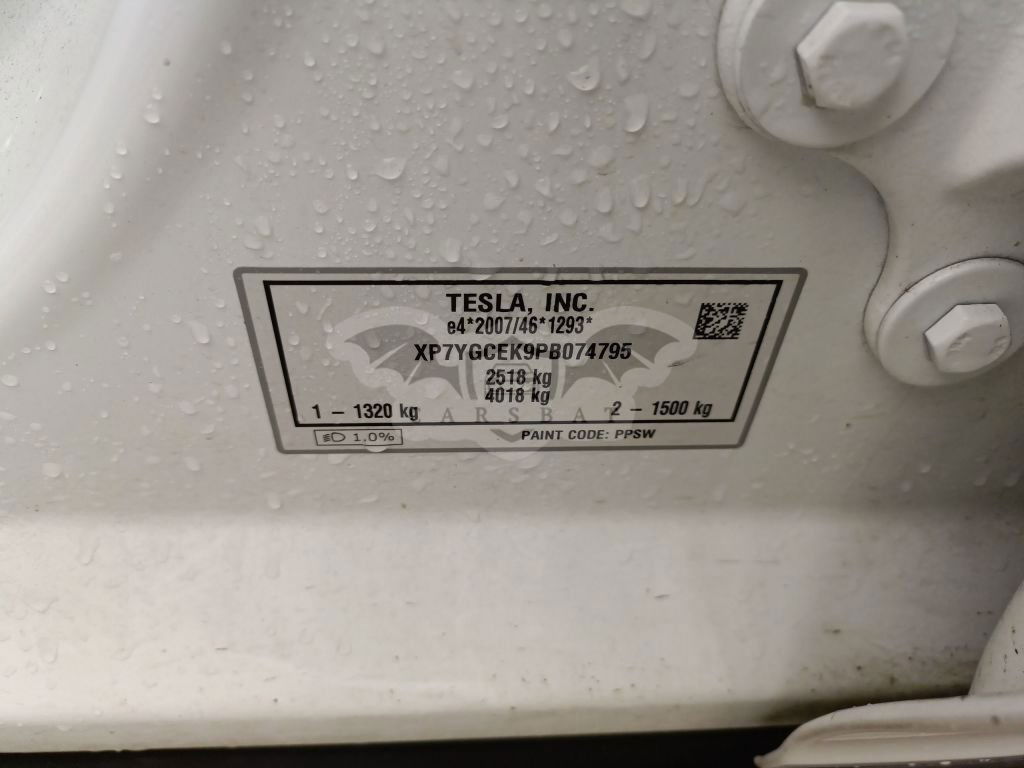 TESLA, INC.
e4*2007/46*1293*
XP7YGCEK9PB074795
2518 kg
4018 kg
1 – 1320 kg 2 – 1500 kg
1.0% PAINT CODE: PPSW
ARSBAT